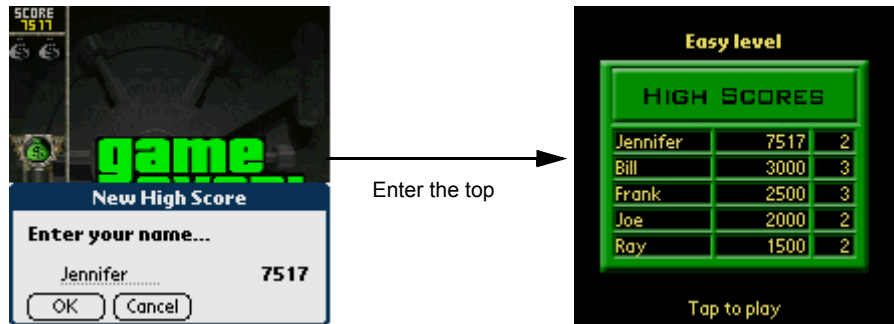 SCORE
7517
game
New High Score
Enter your name...
Jennifer 7517
OK Cancel
Enter the top
Easy level
HIGH SCORES
Jennifer 7517 2
Bill 3000 3
Frank 2500 3
Joe 2000 2
Ray 1500 2
Tap to play